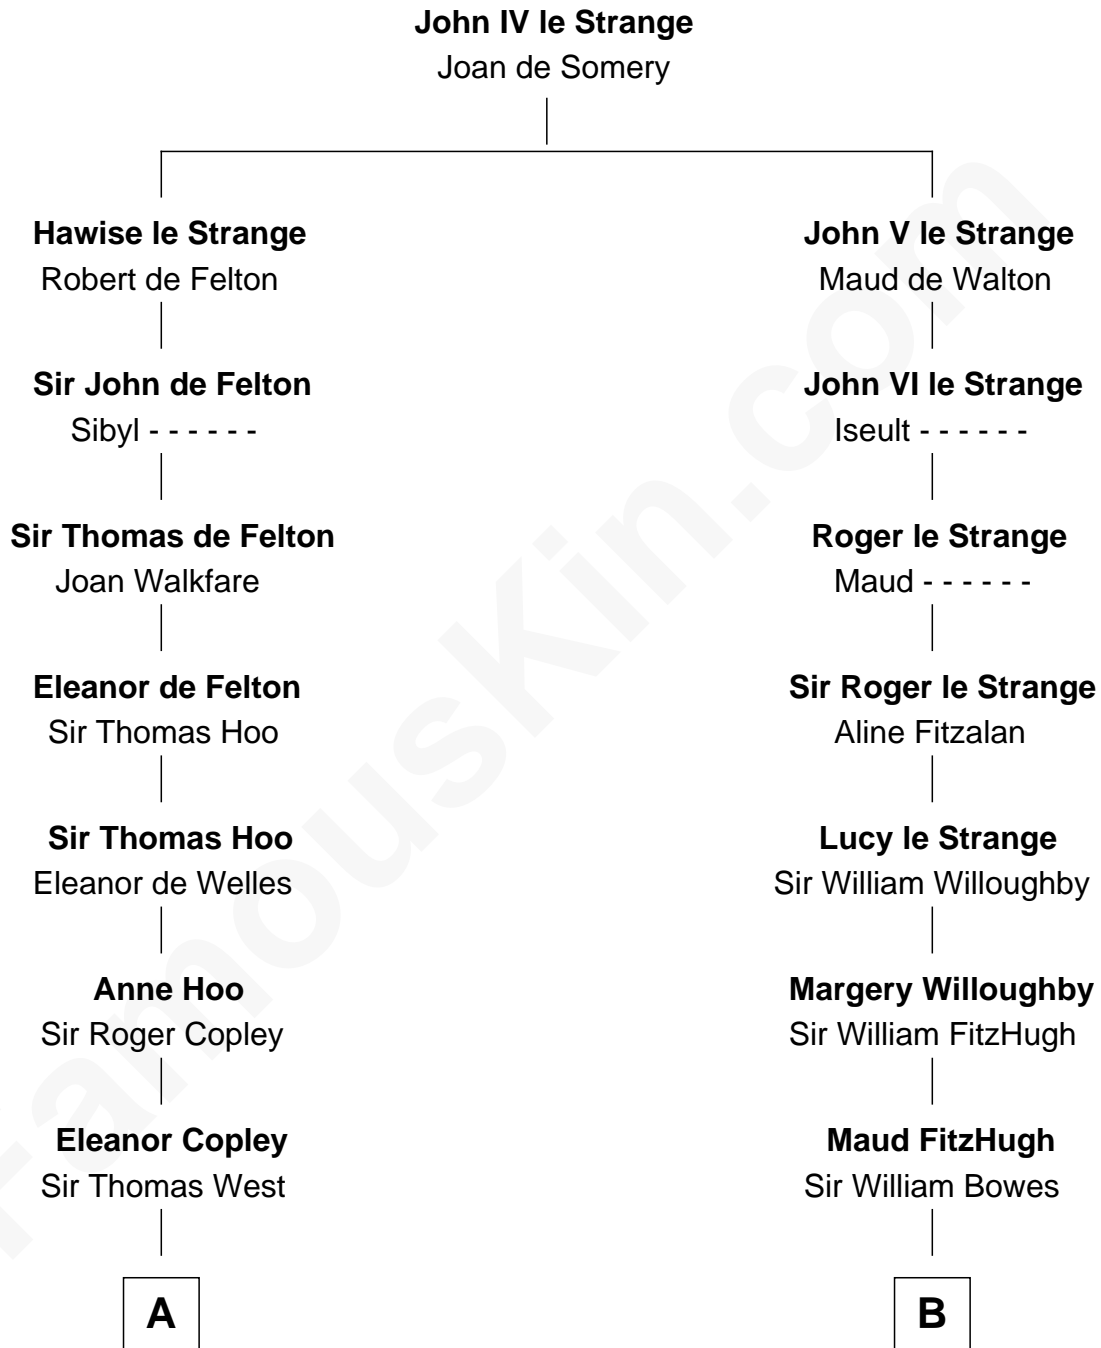 John IV le Strange
Joan de Somery
Hawise le Strange
Robert de Felton
John V le Strange
Maud de Walton
Sir John de Felton
Sibyl - - - - - -
John VI le Strange
Iseult - - - - - -
Sir Thomas de Felton
Joan Walkfare
Roger le Strange
Maud - - - - - -
Eleanor de Felton
Sir Thomas Hoo
Sir Roger le Strange
Aline Fitzalan
Sir Thomas Hoo
Eleanor de Welles
Lucy le Strange
Sir William Willoughby
Anne Hoo
Sir Roger Copley
Margery Willoughby
Sir William FitzHugh
Eleanor Copley
Sir Thomas West
Maud FitzHugh
Sir William Bowes
A
B
FamousKin.com